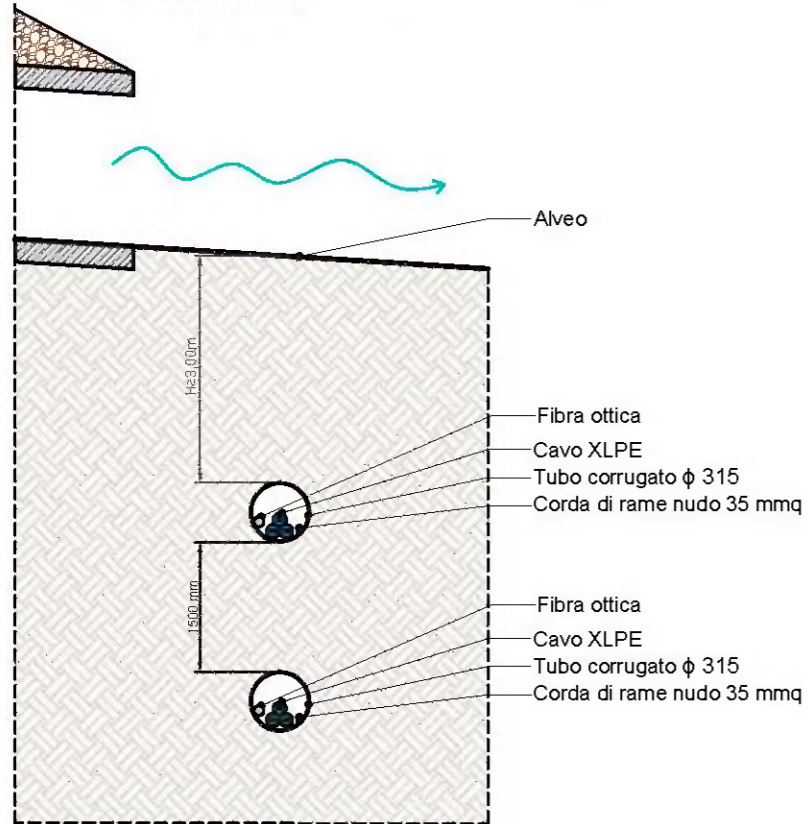 Alveo
H≥3,00m
Fibra ottica
Cavo XLPE
Tubo corrugato ϕ 315
Corda di rame nudo 35 mmq
1500 mm
Fibra ottica
Cavo XLPE
Tubo corrugato ϕ 315
Corda di rame nudo 35 mmq